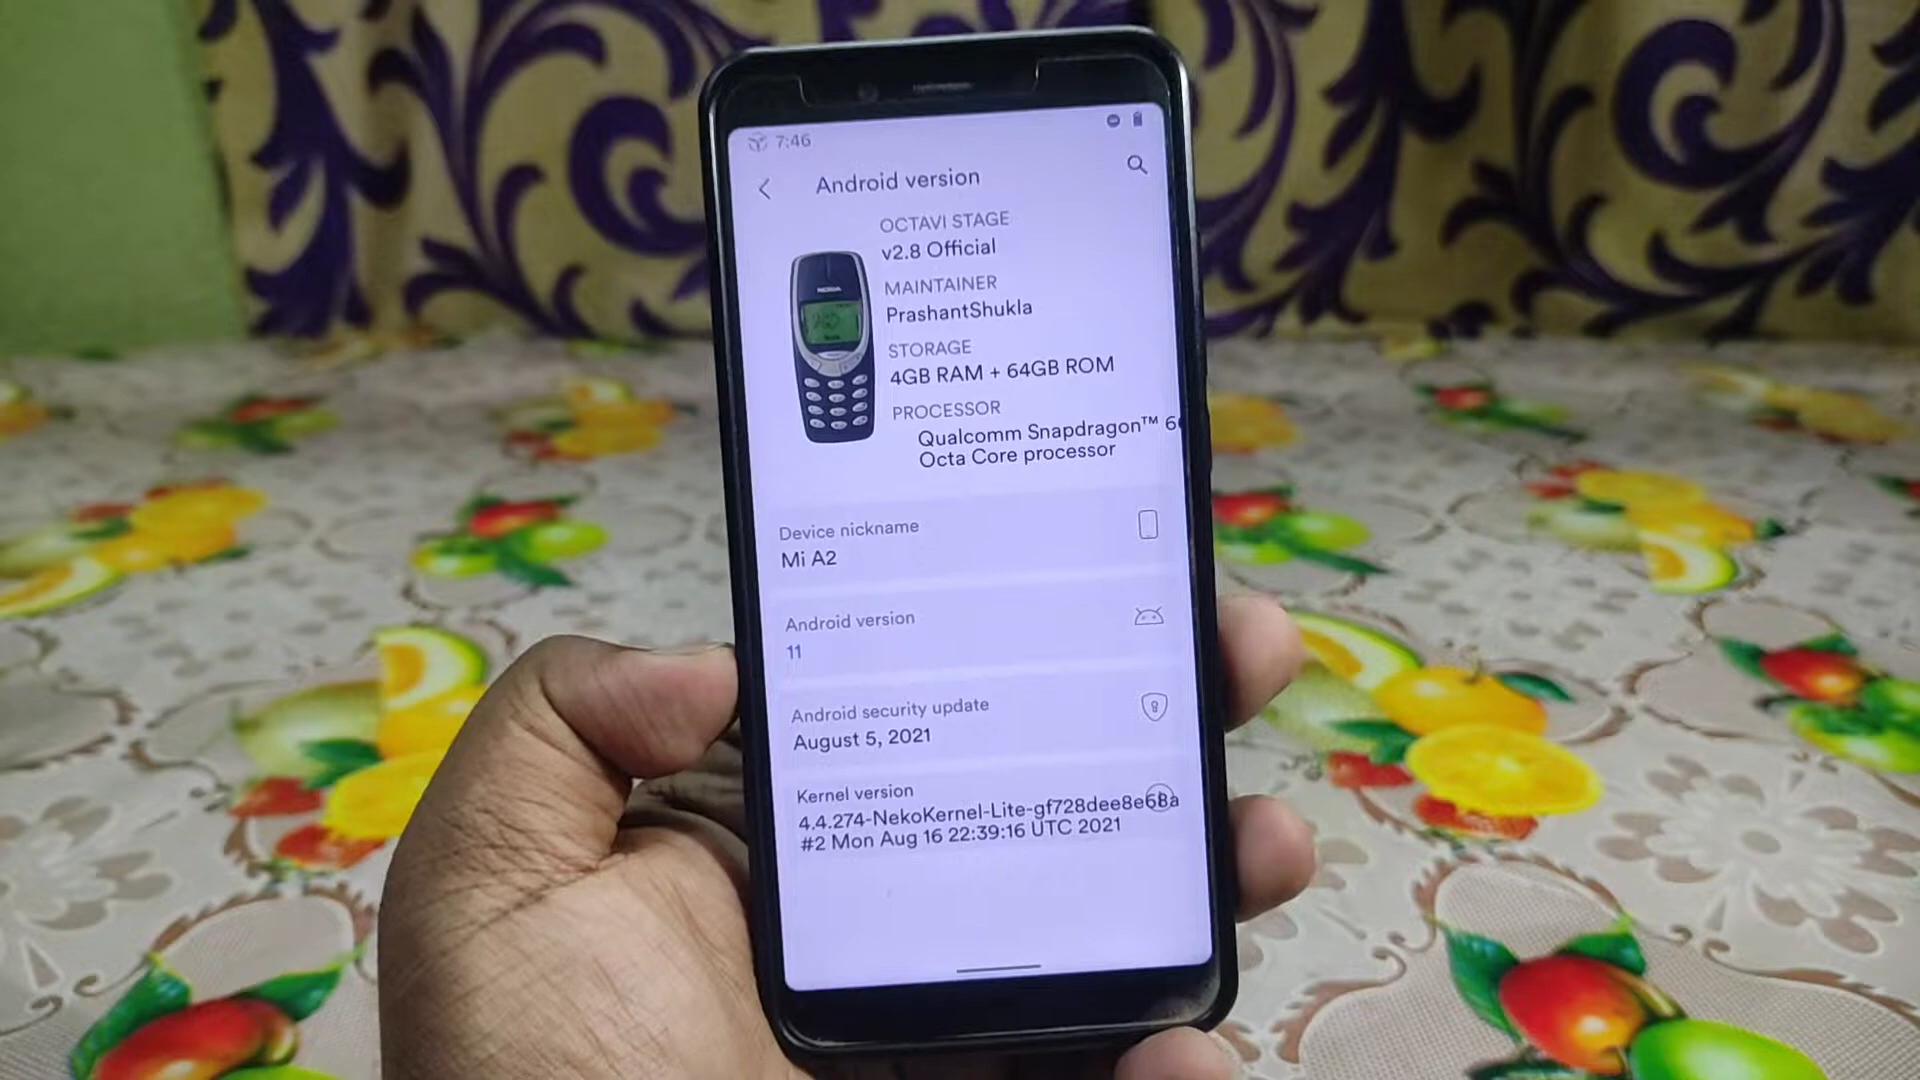 7:46
Android version
OCTAVI STAGE
v2.8 Official
MAINTAINER
PrashantShukla
NOKIA
STORAGE
4GB RAM + 64GB ROM
PROCESSOR
Qualcomm Snapdragon™ 6
Octa Core processor
Device nickname
Mi A2
Android version
11
Android security update
August 5, 2021
Kernel version
4.4.274-NekoKernel-Lite-gf728dee8e68a
#2 Mon Aug 16 22:39:16 UTC 2021